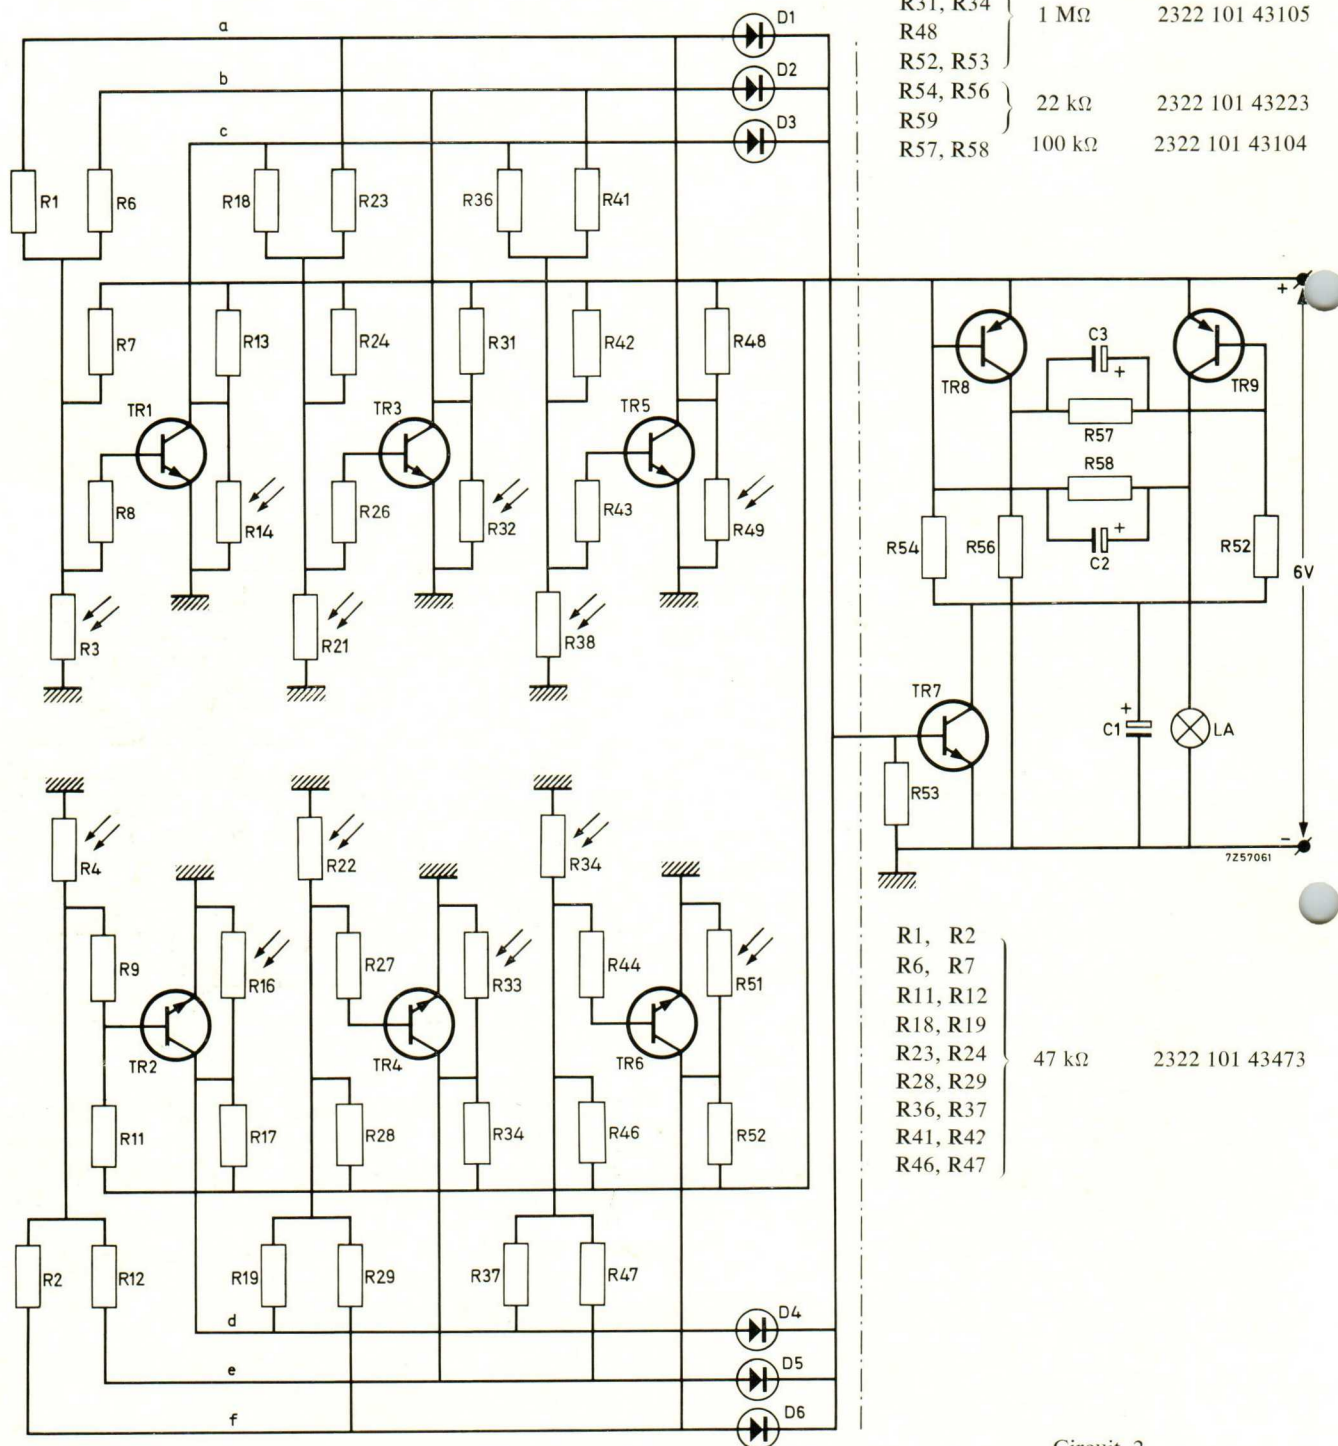 R31, R34
R48
R52, R53
1 MΩ 2322 101 43105
R54, R56
R59
22 kΩ 2322 101 43223
R57, R58 100 kΩ 2322 101 43104
a
D1
b
D2
c
D3
R1
R6
R18
R23
R36
R41
R7
R13
R24
R31
R42
R48
TR1
TR3
TR5
R8
R14
R26
R32
R43
R49
R3
R21
R38
+
TR8
C3
+
TR9
R57
R58
+
C2
R54
R56
R52
6V
TR7
+
C1
LA
R53
-
7Z57061
R4
R22
R34
R9
R16
R27
R33
R44
R51
TR2
TR4
TR6
R11
R17
R28
R34
R46
R52
R2
R12
R19
R29
R37
R47
d
D4
e
D5
f
D6
R1, R2
R6, R7
R11, R12
R18, R19
R23, R24
R28, R29
R36, R37
R41, R42
R46, R47
47 kΩ 2322 101 43473
Circuit 2